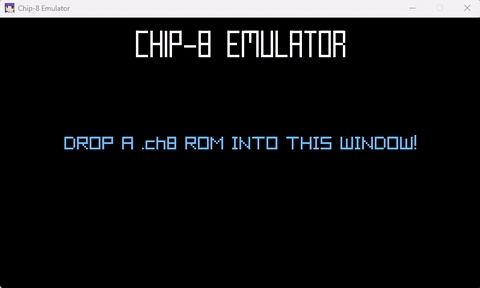 Chip-8 Emulator
CHIP-8 EMULATOR
DROP A .ch8 ROM INTO THIS WINDOW!